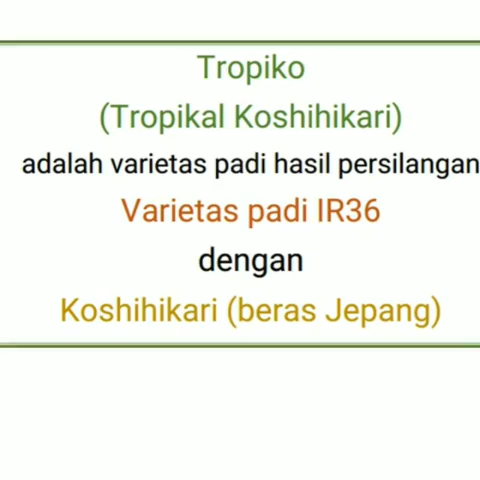 Tropiko
(Tropikal Koshihikari)
adalah varietas padi hasil persilangan
Varietas padi IR36
dengan
Koshihikari (beras Jepang)